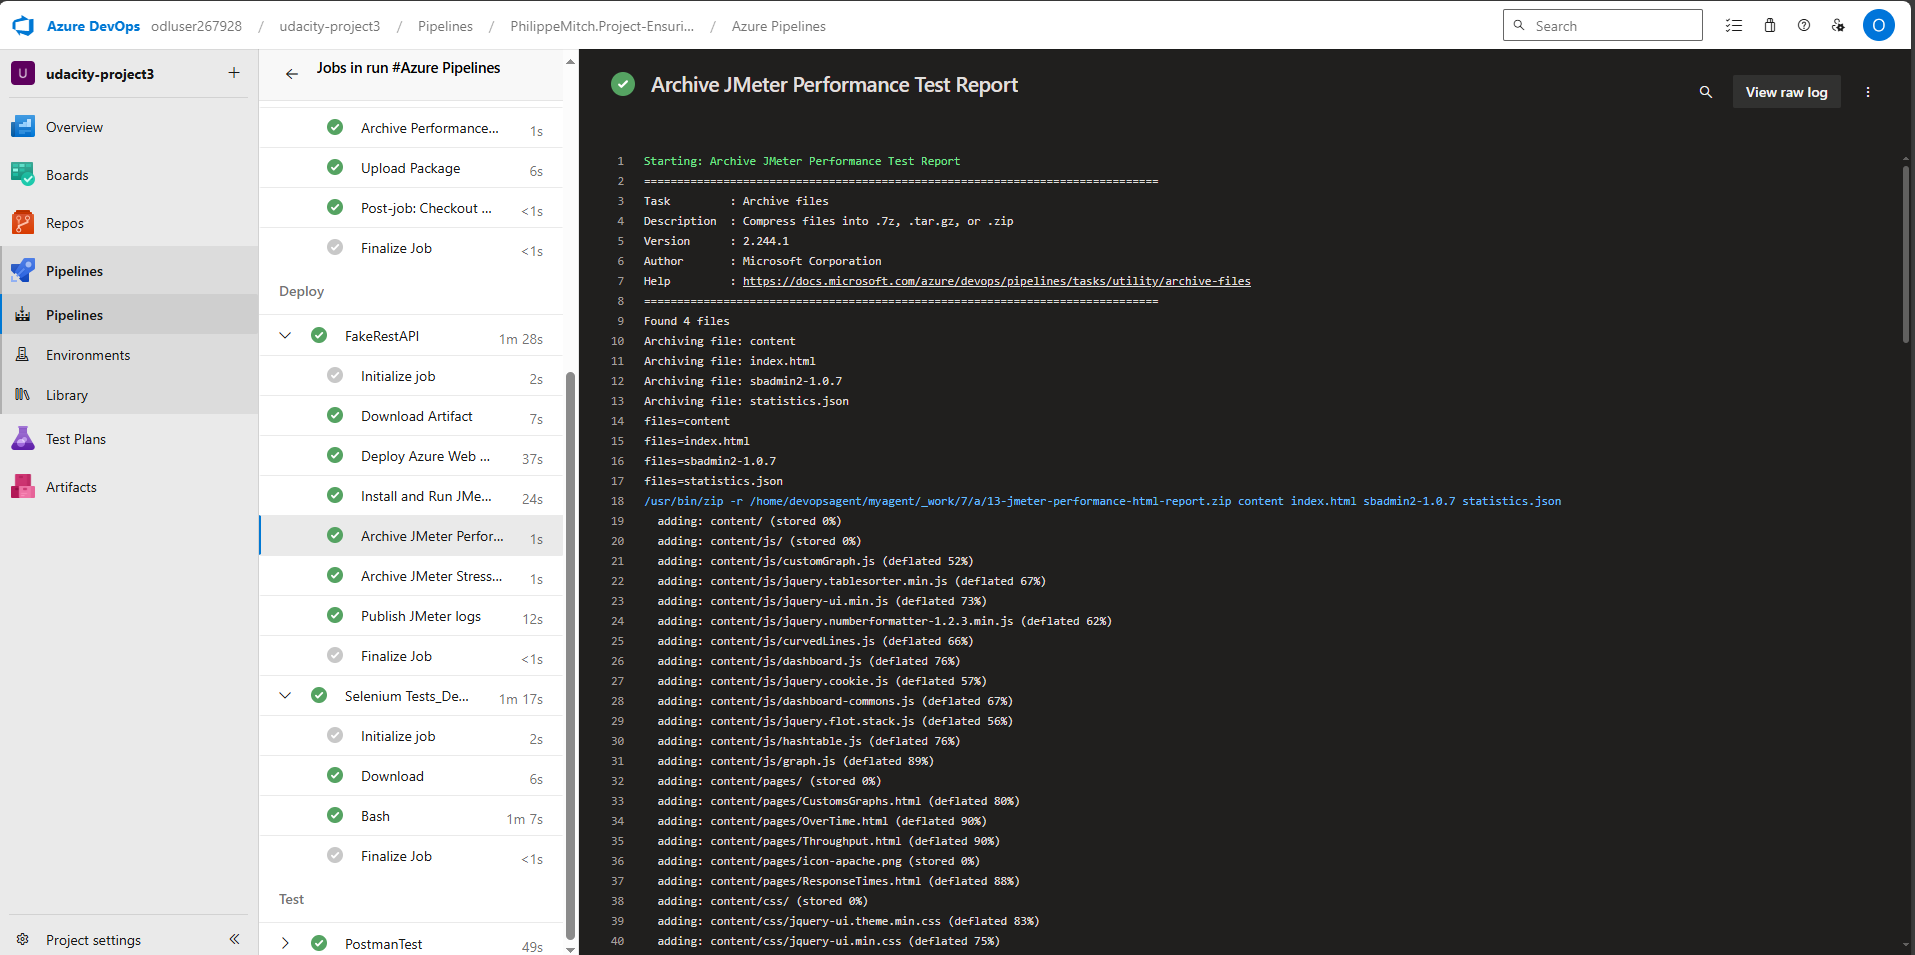 Azure DevOps odluser267928 / udacity-project3 / Pipelines / PhilippeMitch.Project-Ensuri... / Azure Pipelines
Search
O
U udacity-project3 +
Overview
Boards
Repos
Pipelines
Pipelines
Environments
Library
Test Plans
Artifacts
Project settings
Jobs in run #Azure Pipelines
Archive Performance... 1s
Upload Package 6s
Post-job: Checkout ... <1s
Finalize Job <1s
Deploy
FakeRestAPI 1m 28s
Initialize job 2s
Download Artifact 7s
Deploy Azure Web ... 37s
Install and Run JMe... 24s
Archive JMeter Perfor... 1s
Archive JMeter Stress... 1s
Publish JMeter logs 12s
Finalize Job <1s
Selenium Tests_De... 1m 17s
Initialize job 2s
Download 6s
Bash 1m 7s
Finalize Job <1s
Test
PostmanTest 49s
Archive JMeter Performance Test Report
View raw log
1 Starting: Archive JMeter Performance Test Report
2 ==============================================================================
3 Task : Archive files
4 Description : Compress files into .7z, .tar.gz, or .zip
5 Version : 2.244.1
6 Author : Microsoft Corporation
7 Help : https://docs.microsoft.com/azure/devops/pipelines/tasks/utility/archive-files
8 ==============================================================================
9 Found 4 files
10 Archiving file: content
11 Archiving file: index.html
12 Archiving file: sbadmin2-1.0.7
13 Archiving file: statistics.json
14 files=content
15 files=index.html
16 files=sbadmin2-1.0.7
17 files=statistics.json
18 /usr/bin/zip -r /home/devopsagent/myagent/_work/7/a/13-jmeter-performance-html-report.zip content index.html sbadmin2-1.0.7 statistics.json
19 adding: content/ (stored 0%)
20 adding: content/js/ (stored 0%)
21 adding: content/js/customGraph.js (deflated 52%)
22 adding: content/js/jquery.tablesorter.min.js (deflated 67%)
23 adding: content/js/jquery-ui.min.js (deflated 73%)
24 adding: content/js/jquery.numberformatter-1.2.3.min.js (deflated 62%)
25 adding: content/js/curvedLines.js (deflated 66%)
26 adding: content/js/dashboard.js (deflated 76%)
27 adding: content/js/jquery.cookie.js (deflated 57%)
28 adding: content/js/dashboard-commons.js (deflated 67%)
29 adding: content/js/jquery.flot.stack.js (deflated 56%)
30 adding: content/js/hashtable.js (deflated 76%)
31 adding: content/js/graph.js (deflated 89%)
32 adding: content/pages/ (stored 0%)
33 adding: content/pages/CustomsGraphs.html (deflated 80%)
34 adding: content/pages/OverTime.html (deflated 90%)
35 adding: content/pages/Throughput.html (deflated 90%)
36 adding: content/pages/icon-apache.png (stored 0%)
37 adding: content/pages/ResponseTimes.html (deflated 88%)
38 adding: content/css/ (stored 0%)
39 adding: content/css/jquery-ui.theme.min.css (deflated 83%)
40 adding: content/css/jquery-ui.min.css (deflated 75%)